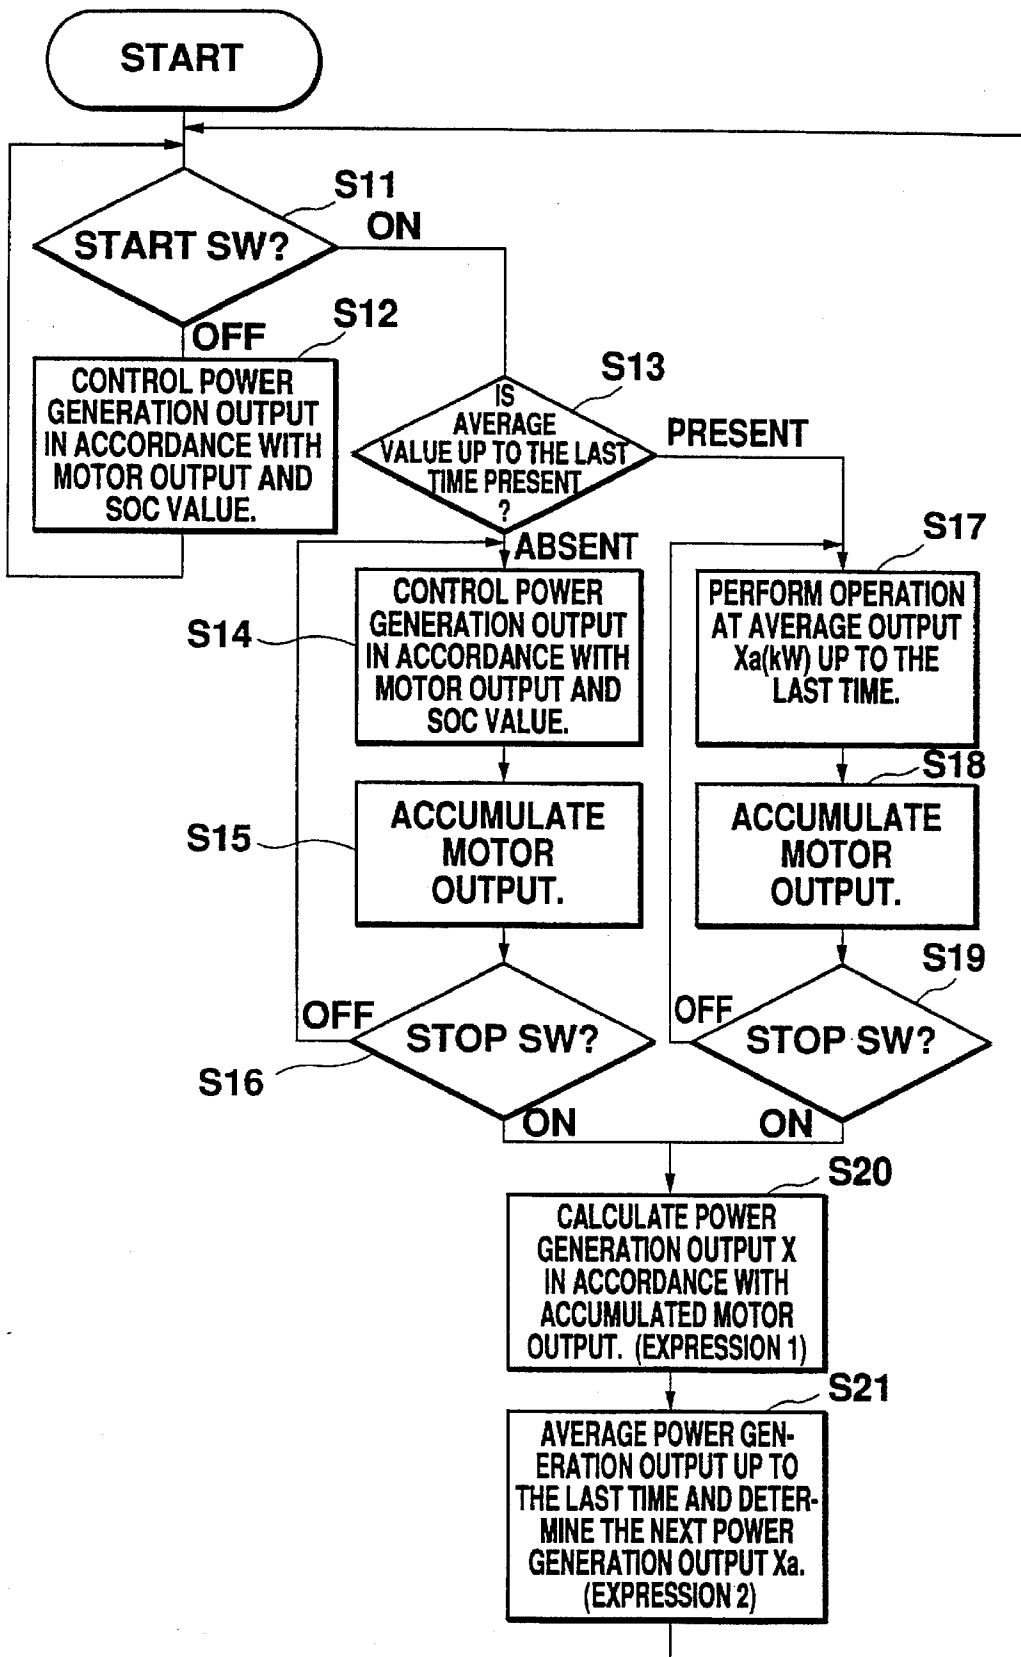 START
S11
START SW?
ON
OFF
S12
CONTROL POWER
GENERATION OUTPUT
IN ACCORDANCE WITH
MOTOR OUTPUT AND
SOC VALUE.
S13
IS
AVERAGE
VALUE UP TO THE LAST
TIME PRESENT
?
PRESENT
ABSENT
S14
CONTROL POWER
GENERATION OUTPUT
IN ACCORDANCE WITH
MOTOR OUTPUT AND
SOC VALUE.
S15
ACCUMULATE
MOTOR
OUTPUT.
OFF
STOP SW?
S16
ON
S17
PERFORM OPERATION
AT AVERAGE OUTPUT
Xa(kW) UP TO THE
LAST TIME.
S18
ACCUMULATE
MOTOR
OUTPUT.
S19
OFF
STOP SW?
ON
S20
CALCULATE POWER
GENERATION OUTPUT X
IN ACCORDANCE WITH
ACCUMULATED MOTOR
OUTPUT. (EXPRESSION 1)
S21
AVERAGE POWER GEN-
ERATION OUTPUT UP TO
THE LAST TIME AND DETER-
MINE THE NEXT POWER
GENERATION OUTPUT Xa.
(EXPRESSION 2)